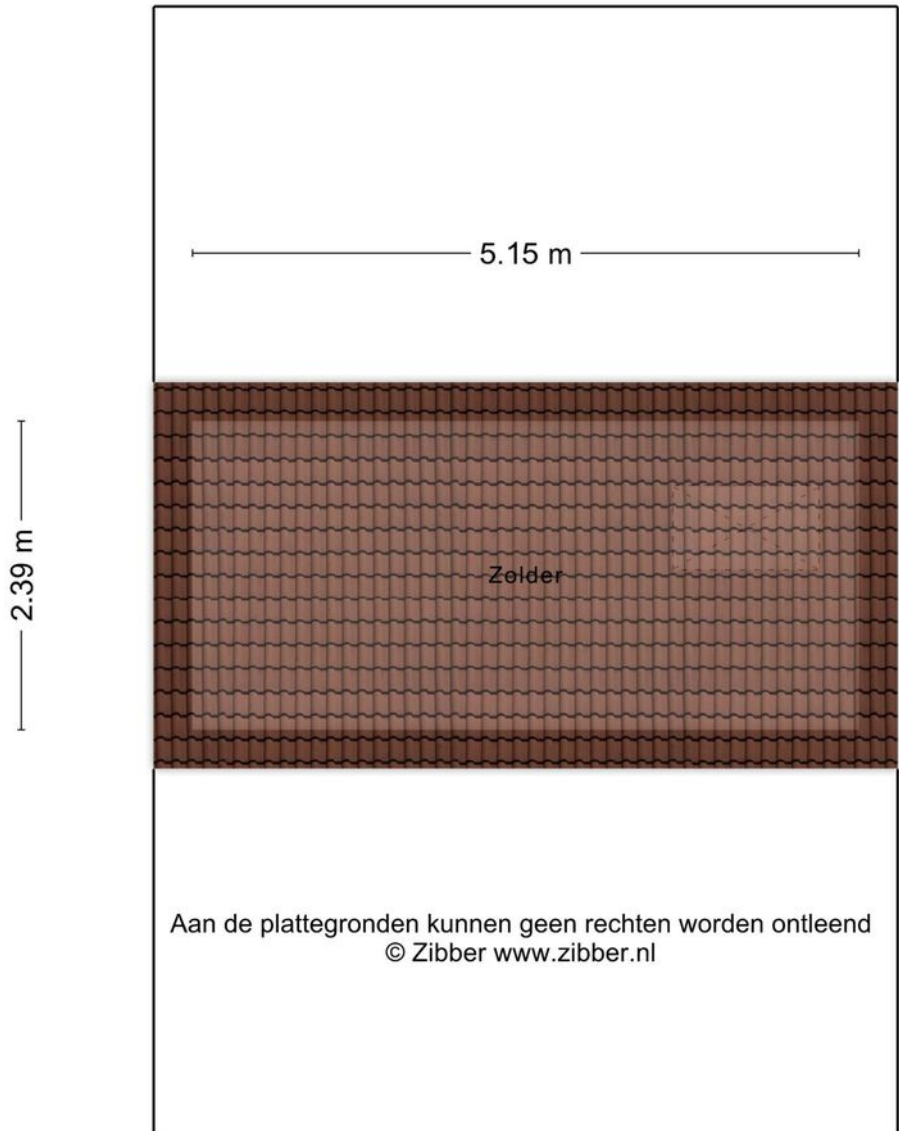 5.15 m
2.39 m
Zolder
Aan de plattegronden kunnen geen rechten worden ontleend
© Zibber www.zibber.nl